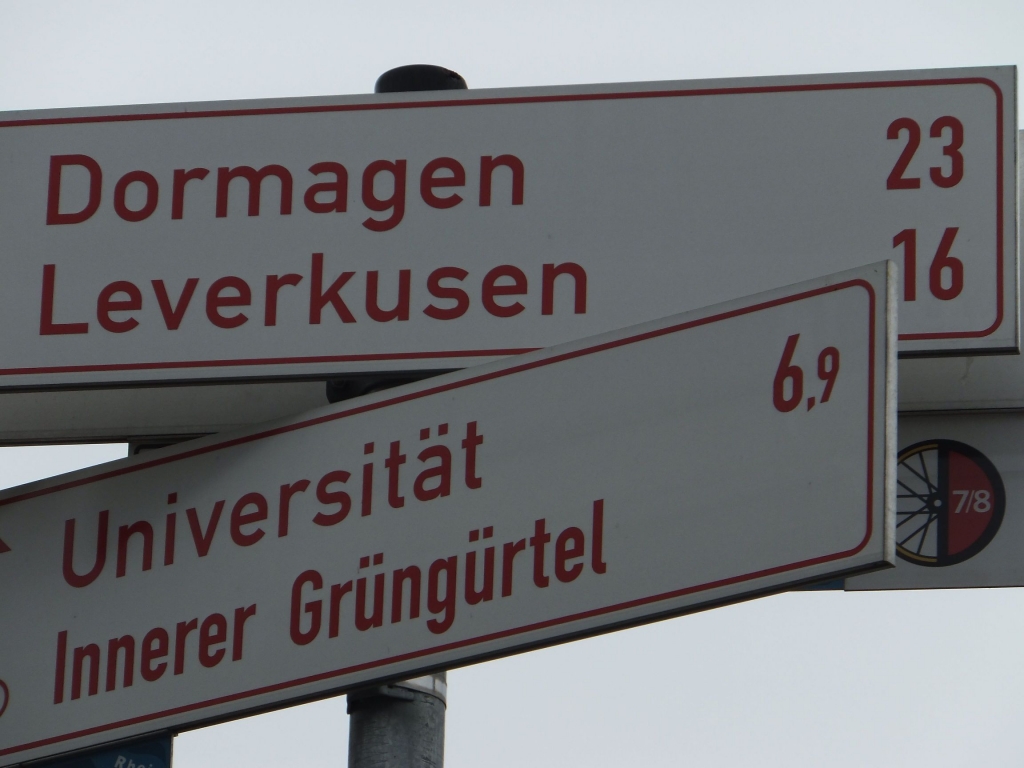 Dormagen 23
Leverkusen 16
Universität 6,9
Innerer Grüngürtel
7/8